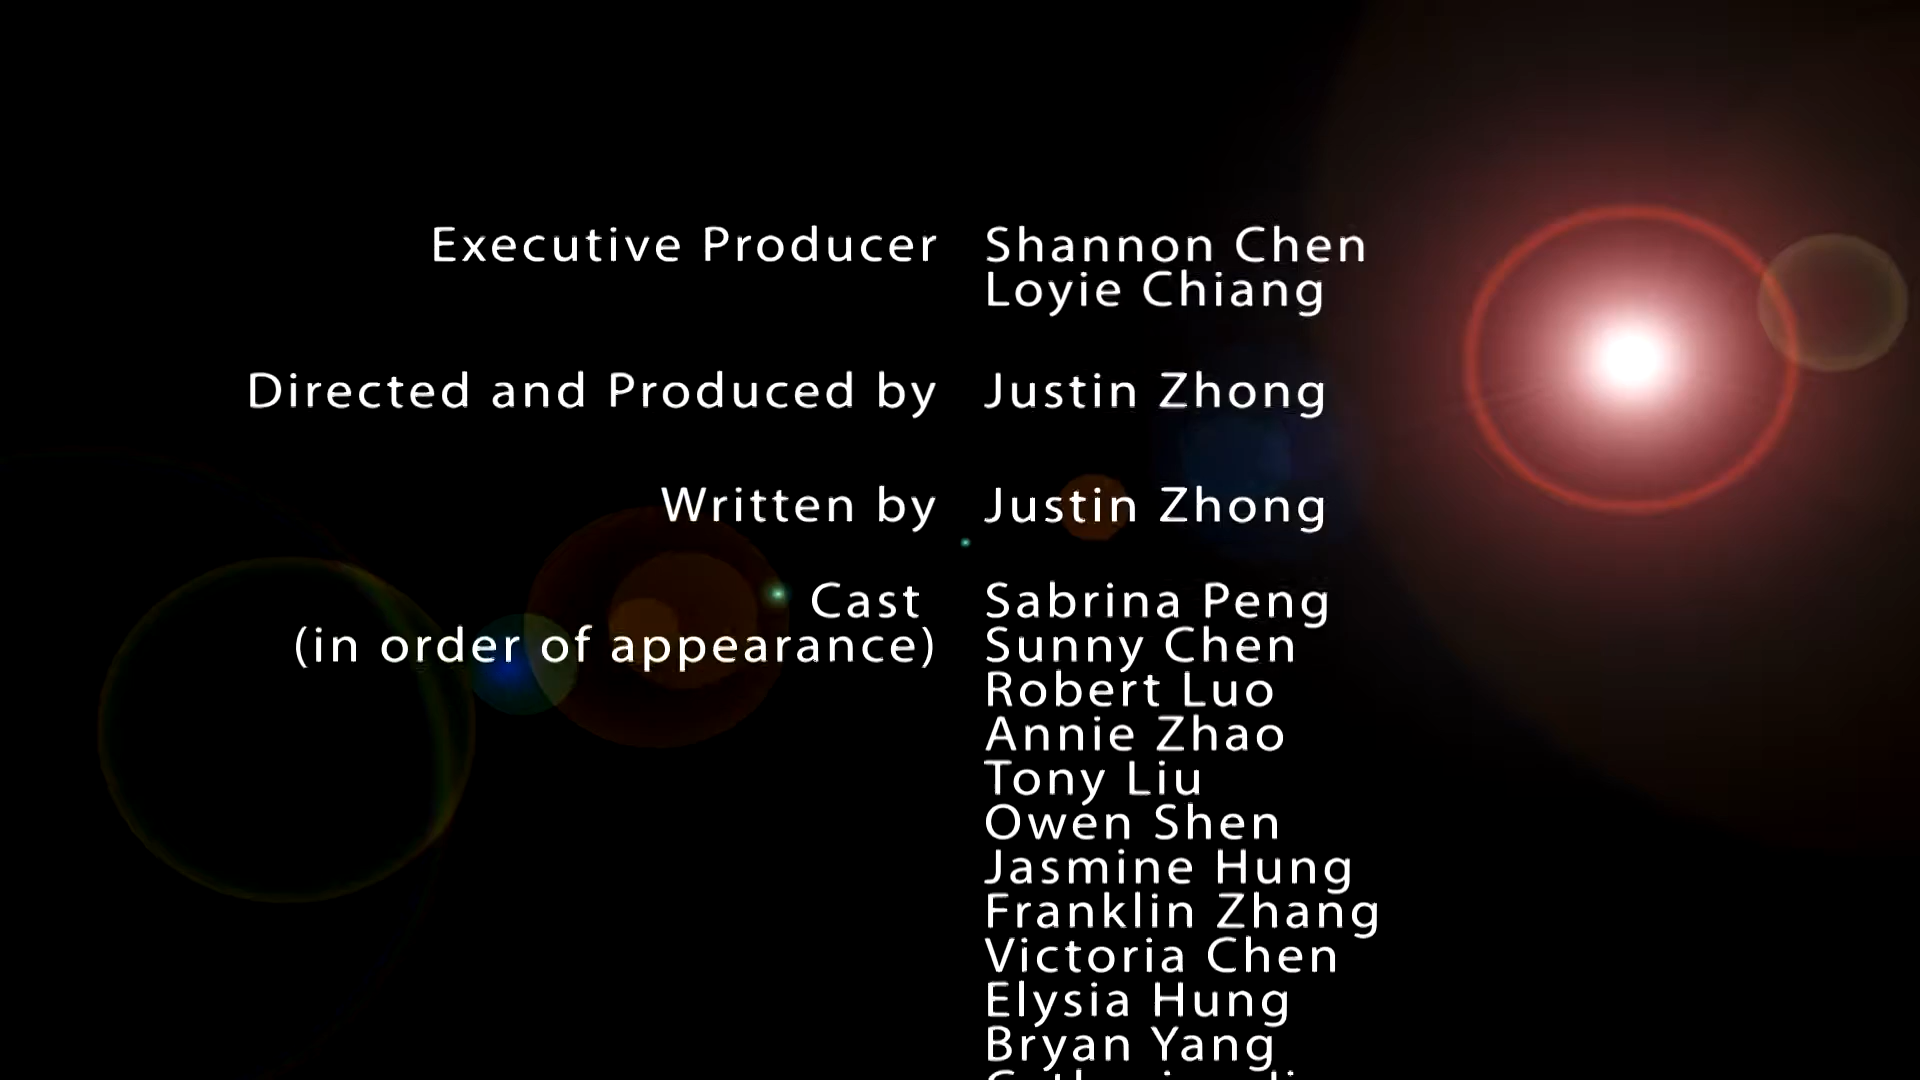 Executive Producer Shannon Chen
Loyie Chiang
Directed and Produced by Justin Zhong
Written by Justin Zhong
Cast Sabrina Peng
(in order of appearance) Sunny Chen
Robert Luo
Annie Zhao
Tony Liu
Owen Shen
Jasmine Hung
Franklin Zhang
Victoria Chen
Elysia Hung
Bryan Yang